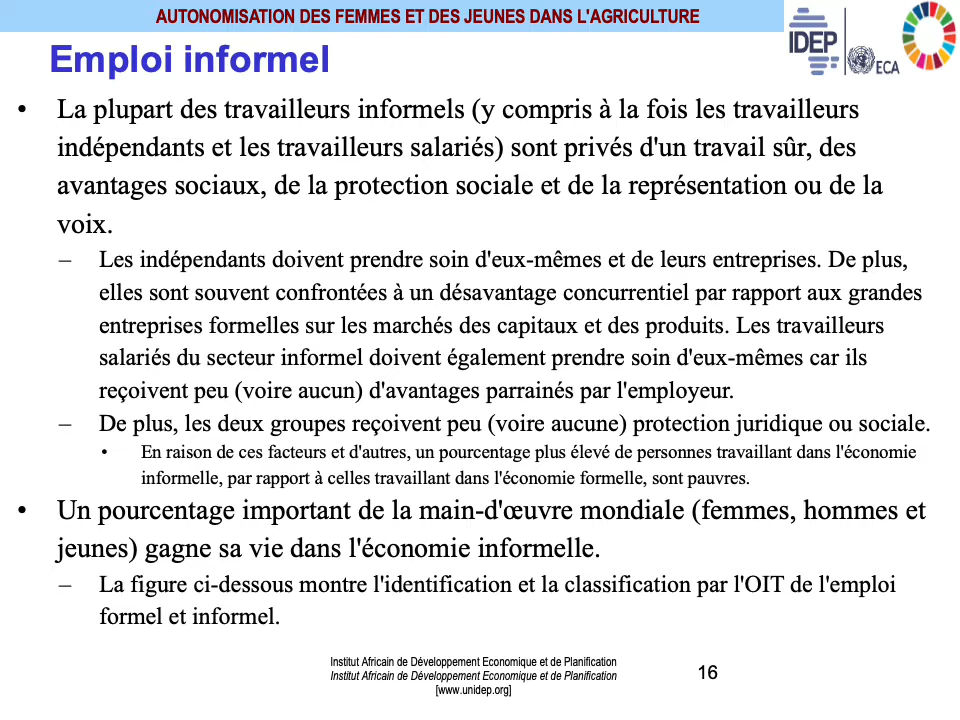 AUTONOMISATION DES FEMMES ET DES JEUNES DANS L'AGRICULTURE
IDEP
ECA
Emploi informel
• La plupart des travailleurs informels (y compris à la fois les travailleurs
indépendants et les travailleurs salariés) sont privés d'un travail sûr, des
avantages sociaux, de la protection sociale et de la représentation ou de la
voix.
– Les indépendants doivent prendre soin d'eux-mêmes et de leurs entreprises. De plus,
elles sont souvent confrontées à un désavantage concurrentiel par rapport aux grandes
entreprises formelles sur les marchés des capitaux et des produits. Les travailleurs
salariés du secteur informel doivent également prendre soin d'eux-mêmes car ils
reçoivent peu (voire aucun) d'avantages parrainés par l'employeur.
– De plus, les deux groupes reçoivent peu (voire aucune) protection juridique ou sociale.
• En raison de ces facteurs et d'autres, un pourcentage plus élevé de personnes travaillant dans l'économie
informelle, par rapport à celles travaillant dans l'économie formelle, sont pauvres.
• Un pourcentage important de la main-d'œuvre mondiale (femmes, hommes et
jeunes) gagne sa vie dans l'économie informelle.
– La figure ci-dessous montre l'identification et la classification par l'OIT de l'emploi
formel et informel.
Institut Africain de Développement Economique et de Planification
Institut Africain de Développement Economique et de Planification
[www.unidep.org]
16